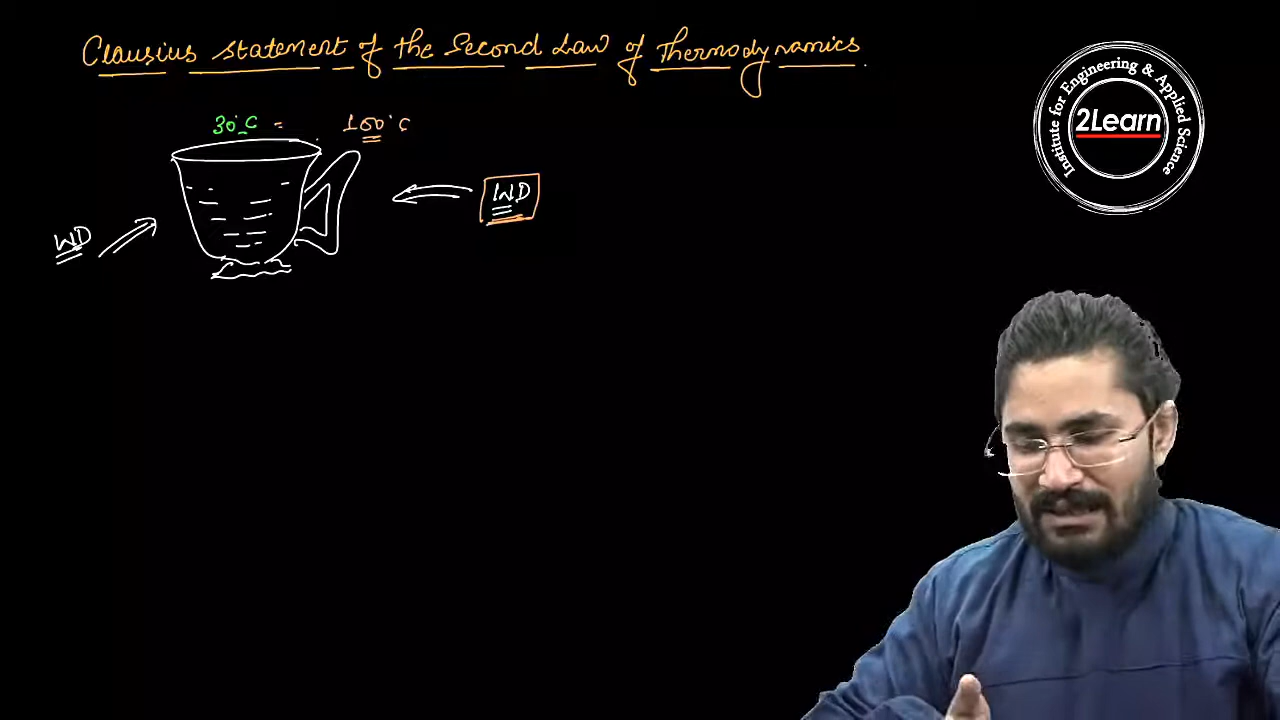 Clausius statement of the Second Law of Thermodynamics.
30°C = 100°C
WD
WD
Institute for Engineering & Applied Science
2Learn